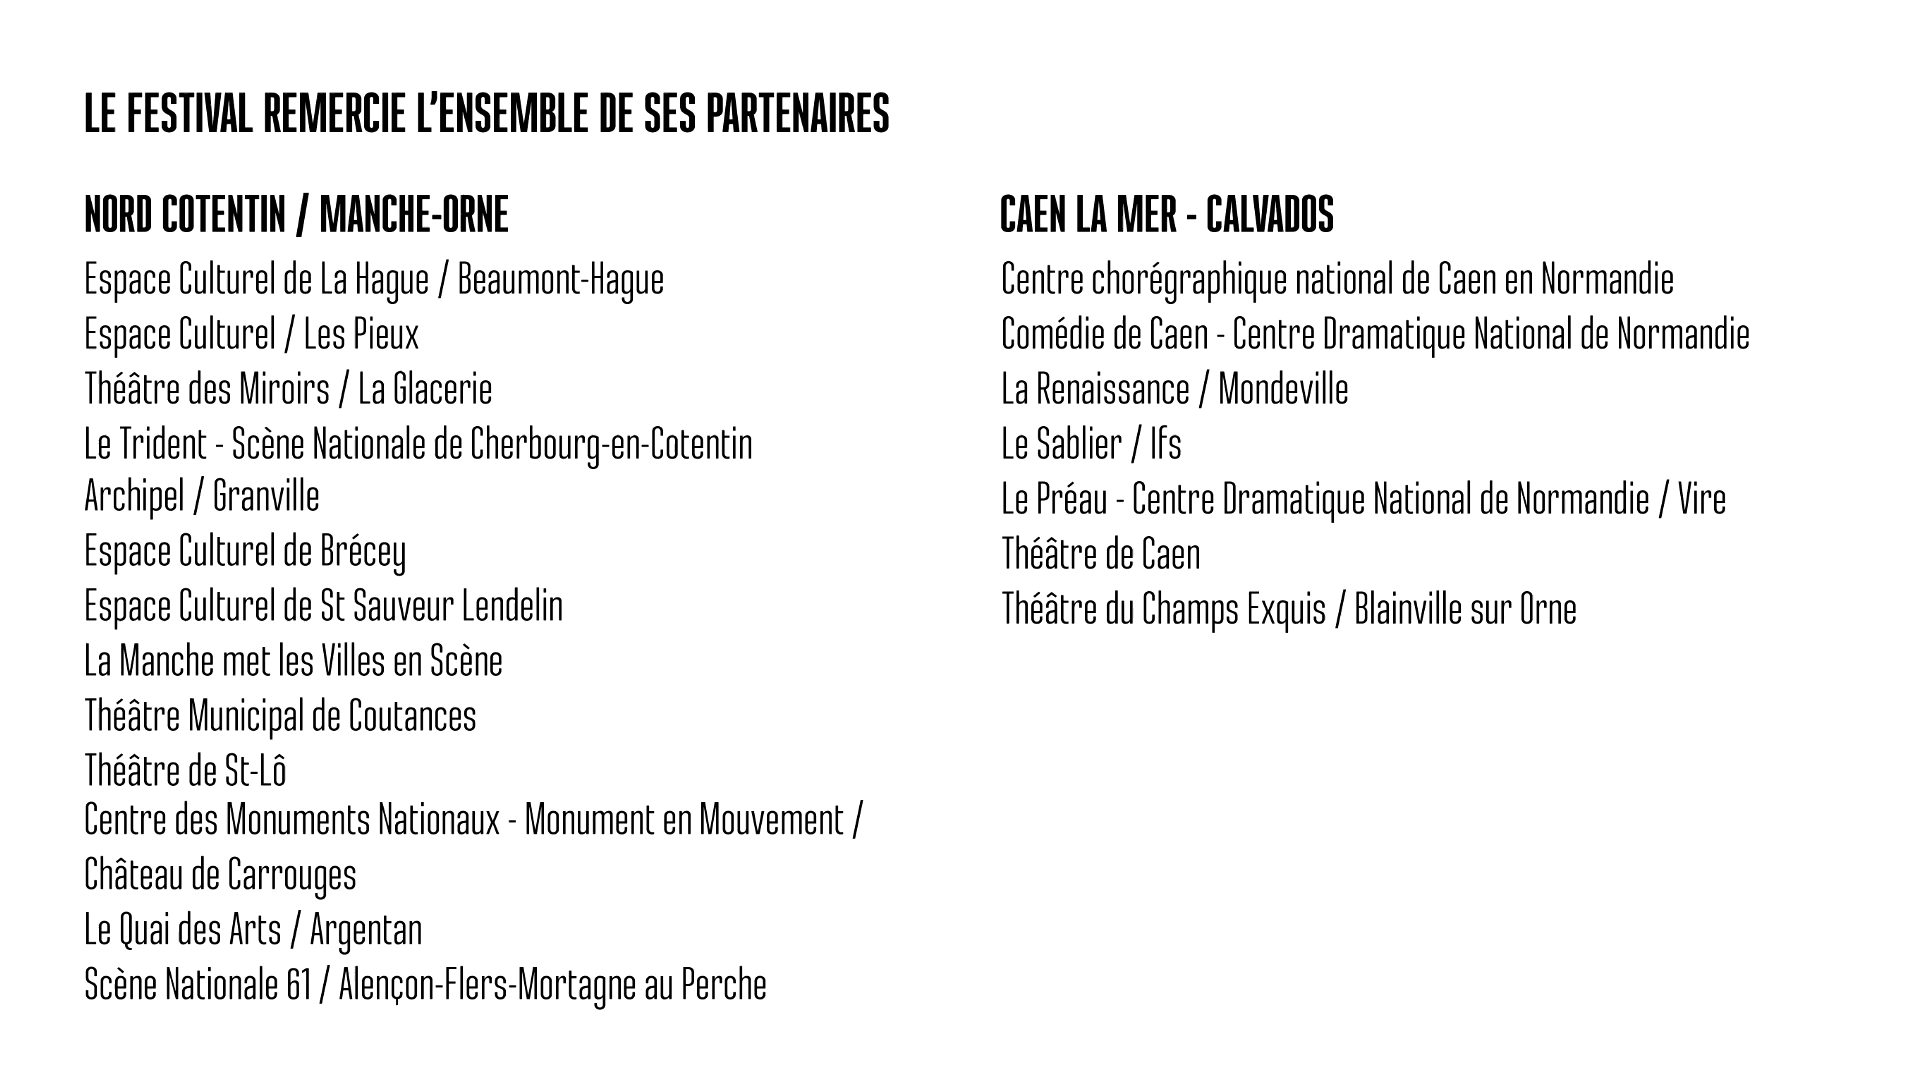 LE FESTIVAL REMERCIE L'ENSEMBLE DE SES PARTENAIRES
NORD COTENTIN / MANCHE-ORNE
Espace Culturel de La Hague / Beaumont-Hague
Espace Culturel / Les Pieux
Théâtre des Miroirs / La Glacerie
Le Trident - Scène Nationale de Cherbourg-en-Cotentin
Archipel / Granville
Espace Culturel de Brécey
Espace Culturel de St Sauveur Lendelin
La Manche met les Villes en Scène
Théâtre Municipal de Coutances
Théâtre de St-Lô
Centre des Monuments Nationaux - Monument en Mouvement /
Château de Carrouges
Le Quai des Arts / Argentan
Scène Nationale 61 / Alençon-Flers-Mortagne au Perche
CAEN LA MER - CALVADOS
Centre chorégraphique national de Caen en Normandie
Comédie de Caen - Centre Dramatique National de Normandie
La Renaissance / Mondeville
Le Sablier / Ifs
Le Préau - Centre Dramatique National de Normandie / Vire
Théâtre de Caen
Théâtre du Champs Exquis / Blainville sur Orne